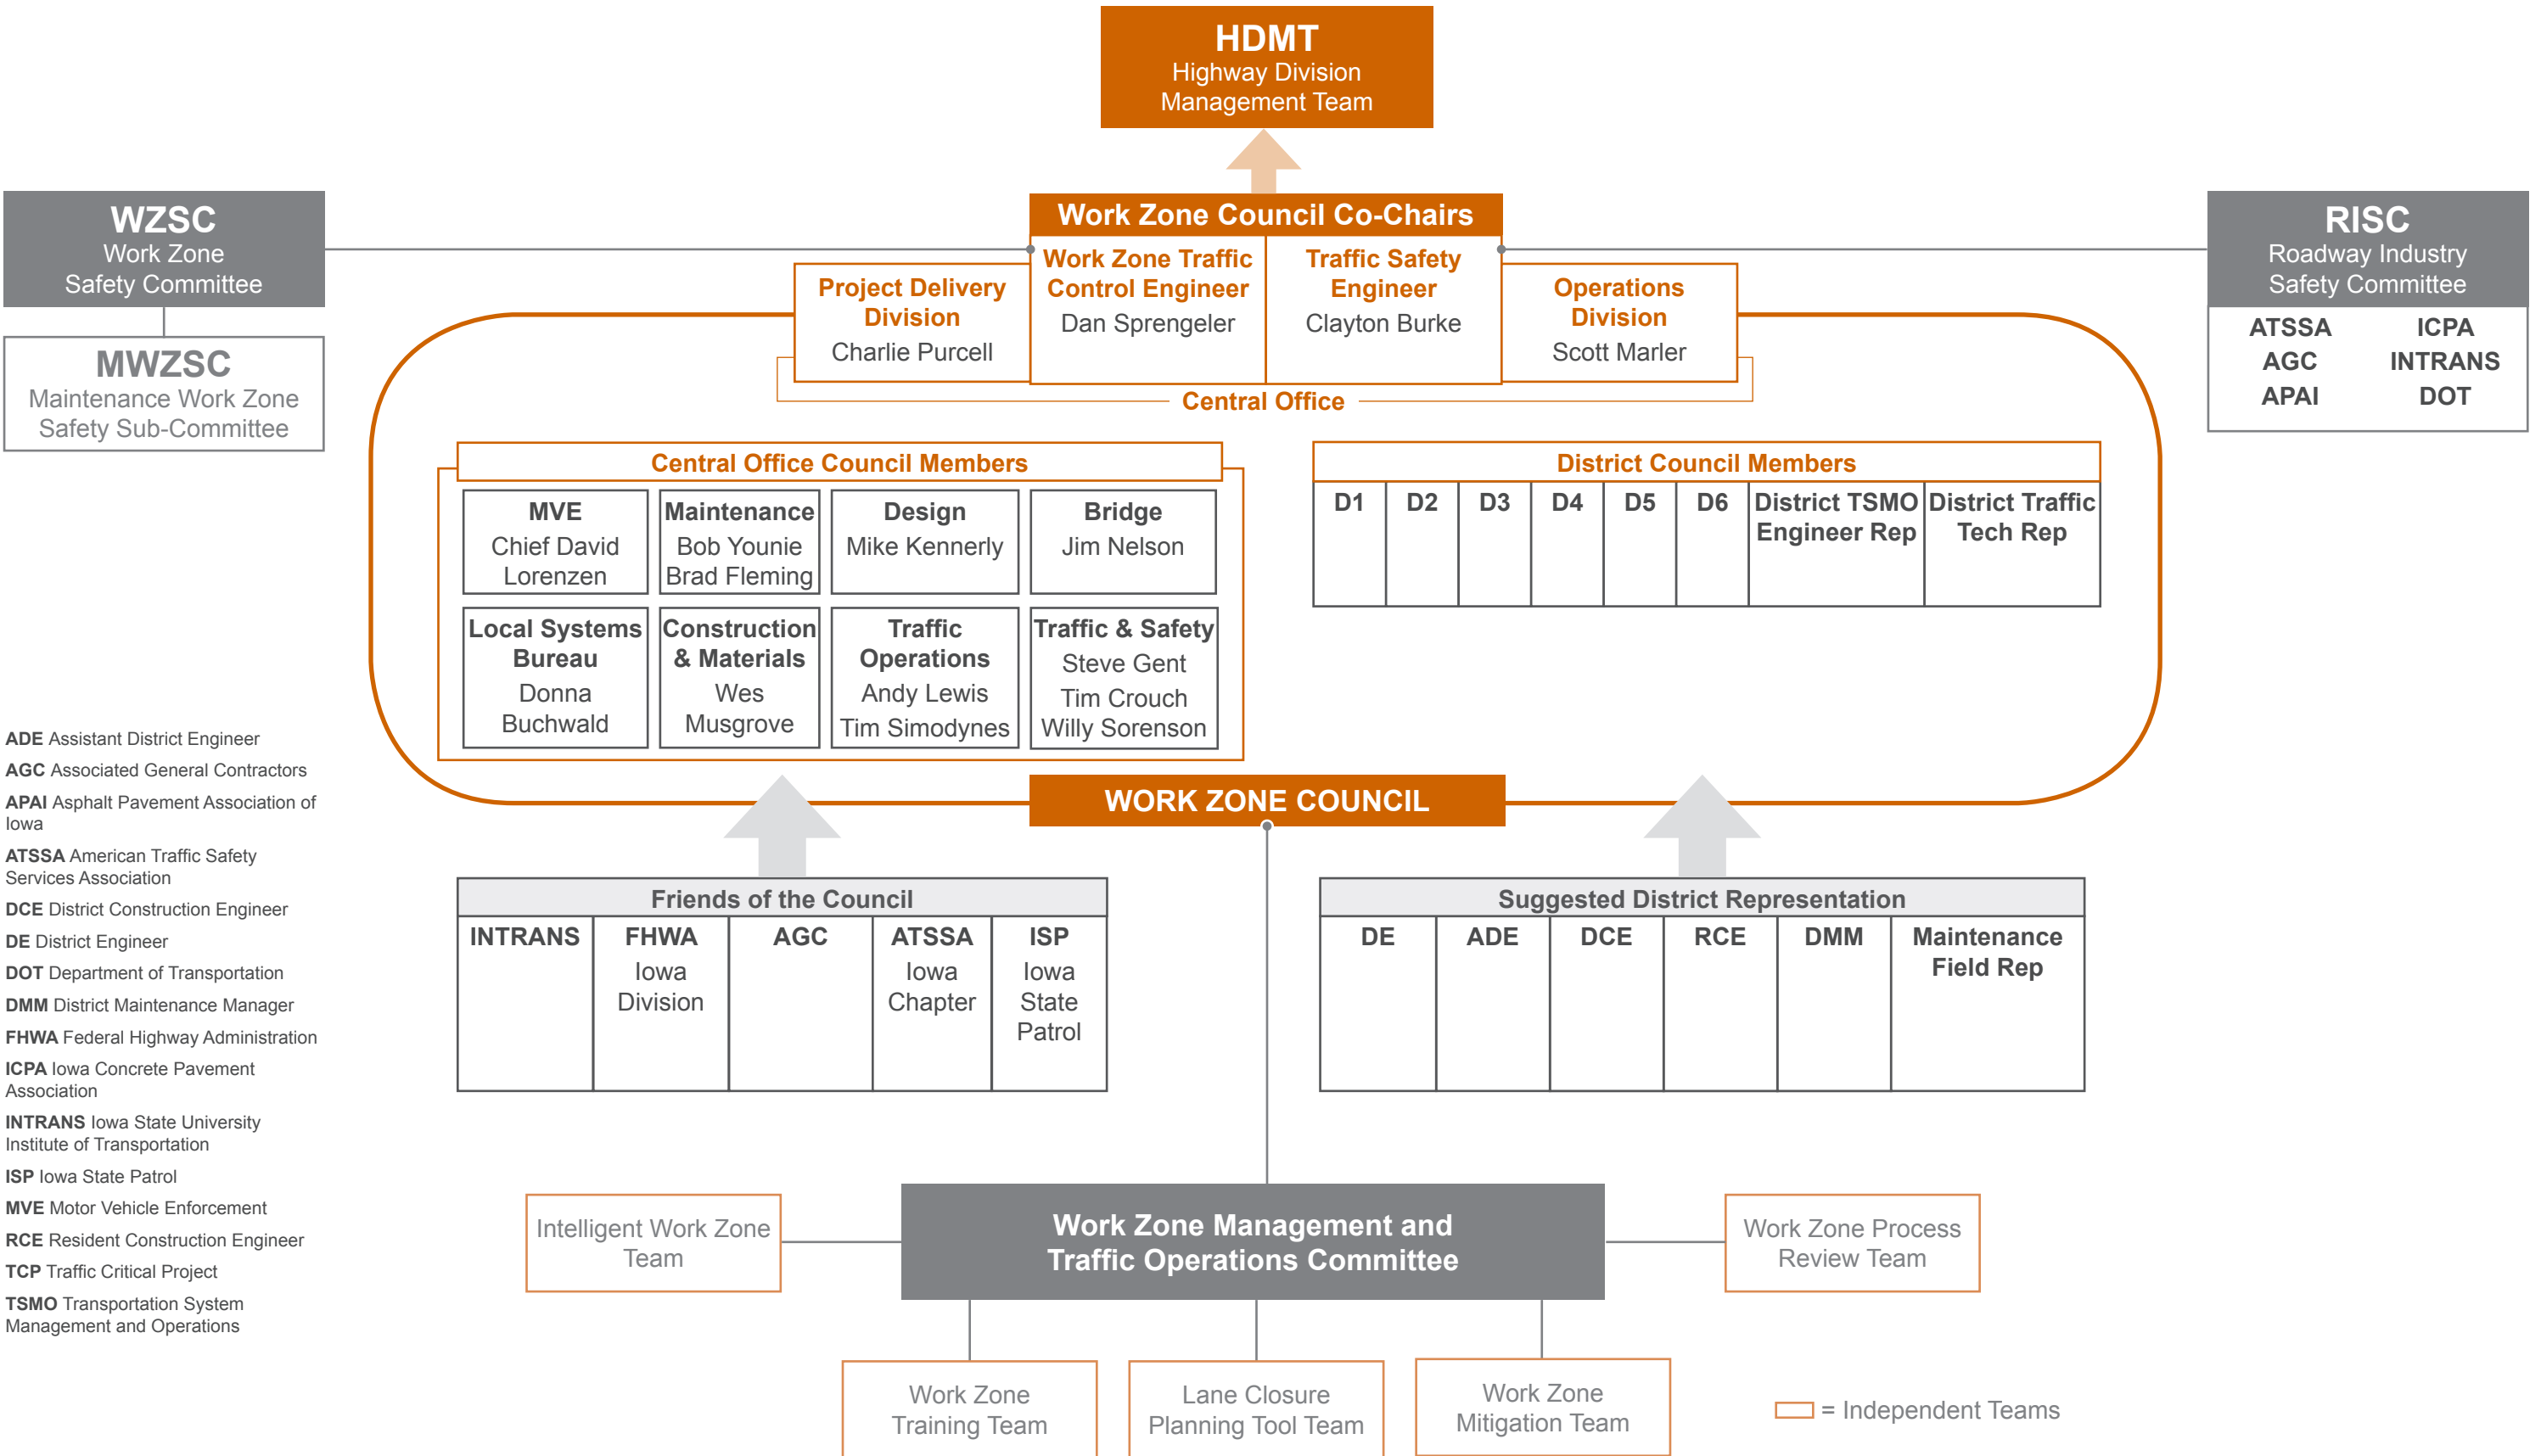 HDMT
Highway Division
Management Team
WZSC
Work Zone
Safety Committee
MWZSC
Maintenance Work Zone
Safety Sub-Committee
Work Zone Council Co-Chairs
Project Delivery
Division
Charlie Purcell
Work Zone Traffic
Control Engineer
Dan Sprengeler
Traffic Safety
Engineer
Clayton Burke
Operations
Division
Scott Marler
Central Office
RISC
Roadway Industry
Safety Committee
ATSSA ICPA
AGC INTRANS
APAI DOT
Central Office Council Members
MVE
Chief David
Lorenzen
Maintenance
Bob Younie
Brad Fleming
Design
Mike Kennerly
Bridge
Jim Nelson
Local Systems
Bureau
Donna
Buchwald
Construction
& Materials
Wes
Musgrove
Traffic
Operations
Andy Lewis
Tim Simodynes
Traffic & Safety
Steve Gent
Tim Crouch
Willy Sorenson
District Council Members
D1
D2
D3
D4
D5
D6
District TSMO
Engineer Rep
District Traffic
Tech Rep
WORK ZONE COUNCIL
Friends of the Council
INTRANS
FHWA
Iowa
Division
AGC
ATSSA
Iowa
Chapter
ISP
Iowa
State
Patrol
Suggested District Representation
DE
ADE
DCE
RCE
DMM
Maintenance
Field Rep
ADE Assistant District Engineer
AGC Associated General Contractors
APAI Asphalt Pavement Association of
Iowa
ATSSA American Traffic Safety
Services Association
DCE District Construction Engineer
DE District Engineer
DOT Department of Transportation
DMM District Maintenance Manager
FHWA Federal Highway Administration
ICPA Iowa Concrete Pavement
Association
INTRANS Iowa State University
Institute of Transportation
ISP Iowa State Patrol
MVE Motor Vehicle Enforcement
RCE Resident Construction Engineer
TCP Traffic Critical Project
TSMO Transportation System
Management and Operations
Intelligent Work Zone
Team
Work Zone Management and
Traffic Operations Committee
Work Zone Process
Review Team
Work Zone
Training Team
Lane Closure
Planning Tool Team
Work Zone
Mitigation Team
= Independent Teams